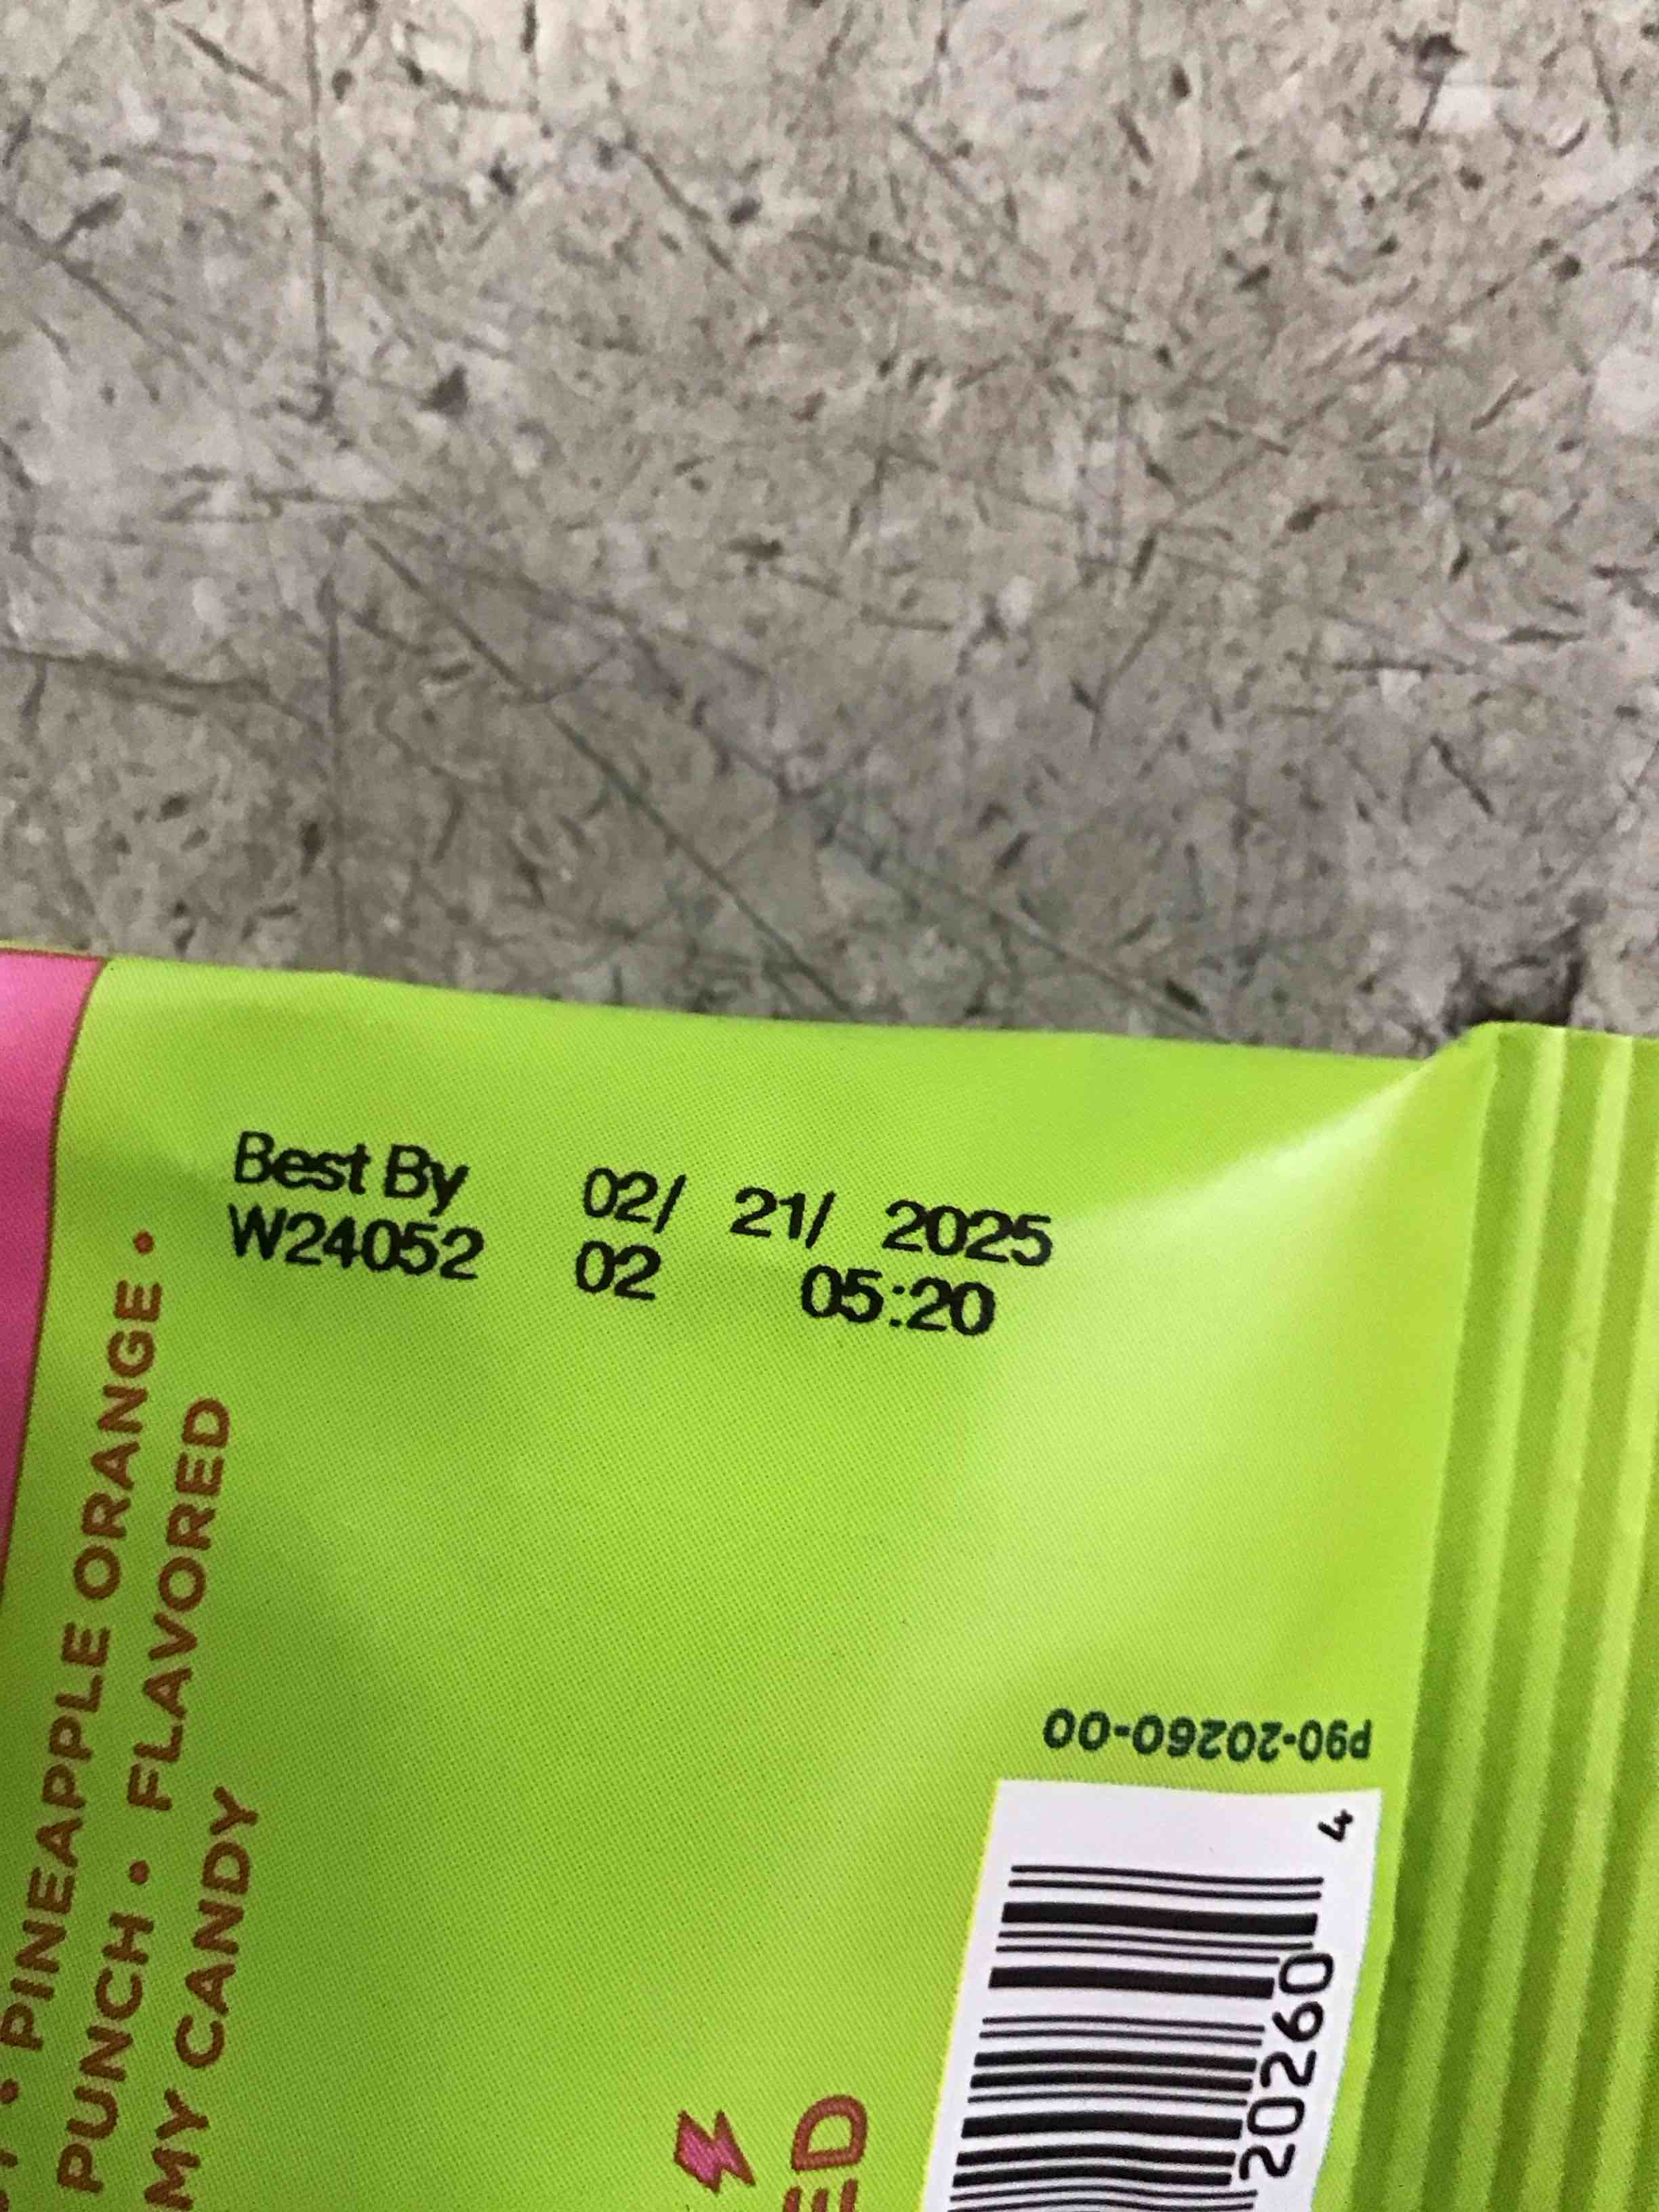 Best By 02/ 21/ 2025
W24052 02 05:20
PINEAPPLE ORANGE •
PUNCH • FLAVORED
MY CANDY
P90-20260-00
20260 4
ED